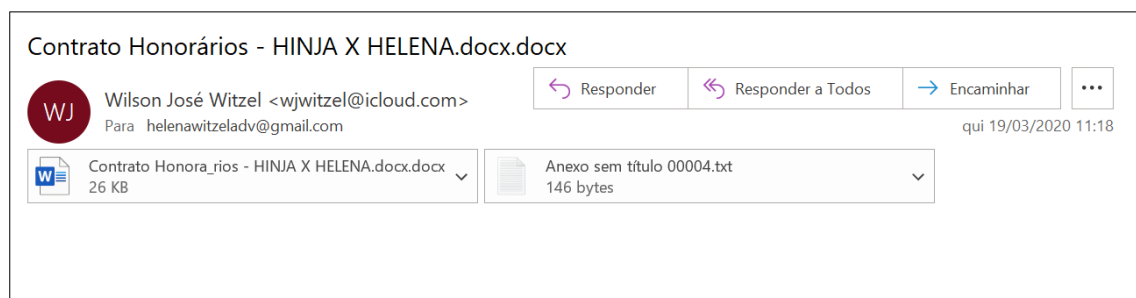 Contrato Honorários - HINJA X HELENA.docx.docx
WJ
Wilson José Witzel <wjwitzel@icloud.com>
Para helenawitzeladv@gmail.com
Responder
Responder a Todos
Encaminhar
qui 19/03/2020 11:18
Contrato Honora_rios - HINJA X HELENA.docx.docx
26 KB
Anexo sem título 00004.txt
146 bytes